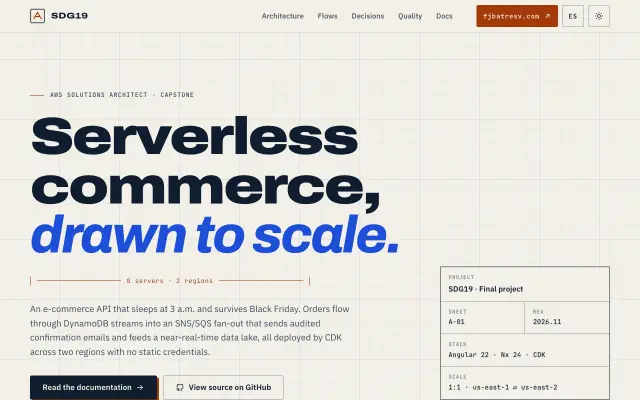 SDG19
Architecture Flows Decisions Quality Docs
fjbatresv.com ↗ ES
AWS SOLUTIONS ARCHITECT · CAPSTONE
Serverless
commerce,
drawn to scale.
0 servers · 2 regions
An e-commerce API that sleeps at 3 a.m. and survives Black Friday. Orders flow
through DynamoDB streams into an SNS/SQS fan-out that sends audited
confirmation emails and feeds a near-real-time data lake, all deployed by CDK
across two regions with no static credentials.
Read the documentation →
View source on GitHub
PROJECT
SDG19 · Final project
SHEET REV
A-01 2026.11
STACK
Angular 22 · Nx 24 · CDK
SCALE
1:1 · us-east-1 ⇄ us-east-2